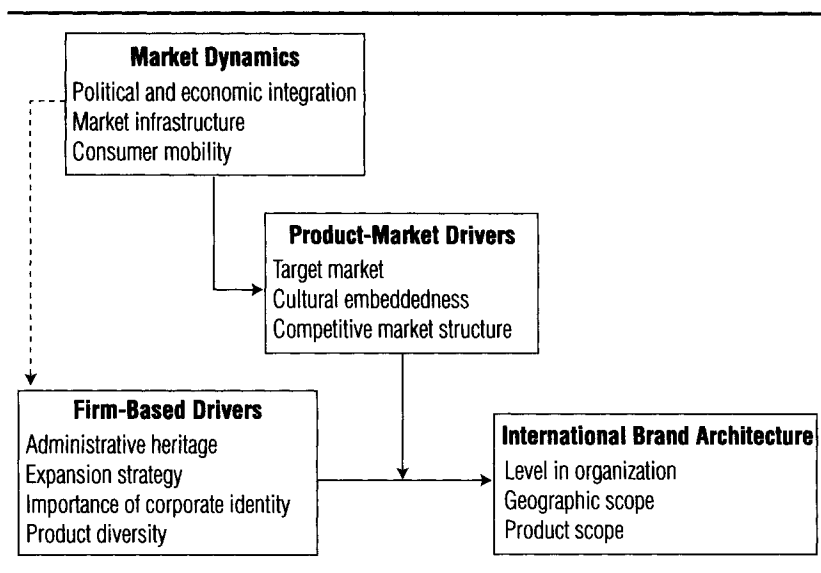 Market Dynamics
Political and economic integration
Market infrastructure
Consumer mobility
Product-Market Drivers
Target market
Cultural embeddedness
Competitive market structure
Firm-Based Drivers
Administrative heritage
Expansion strategy
Importance of corporate identity
Product diversity
International Brand Architecture
Level in organization
Geographic scope
Product scope